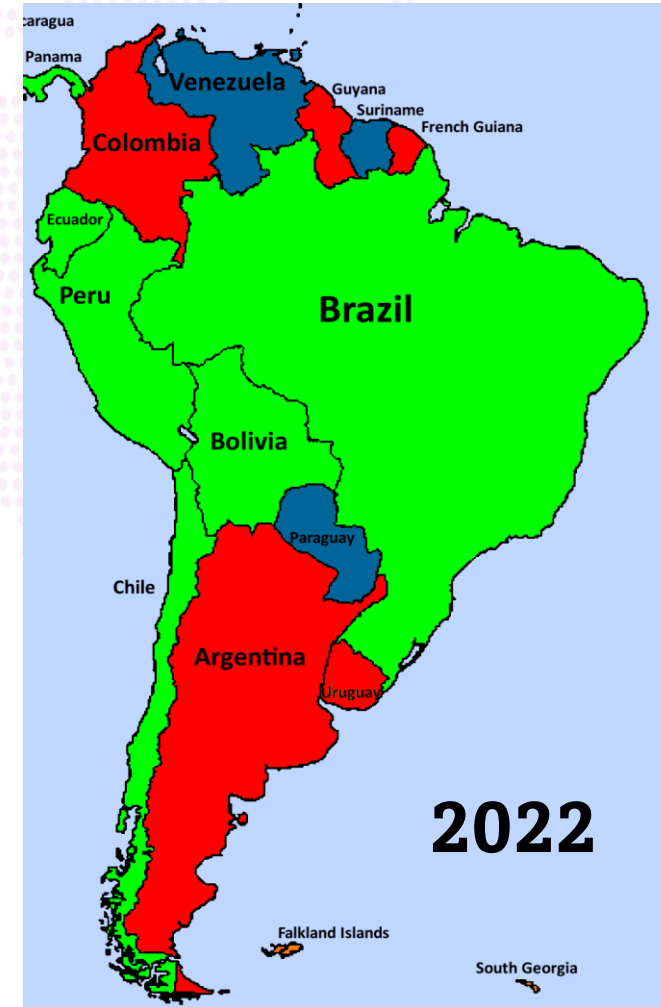 caragua
Panama
Venezuela
Guyana
Suriname
French Guiana
Colombia
Ecuador
Peru
Brazil
Bolivia
Paraguay
Chile
Argentina
Uruguay
2022
Falkland Islands
South Georgia